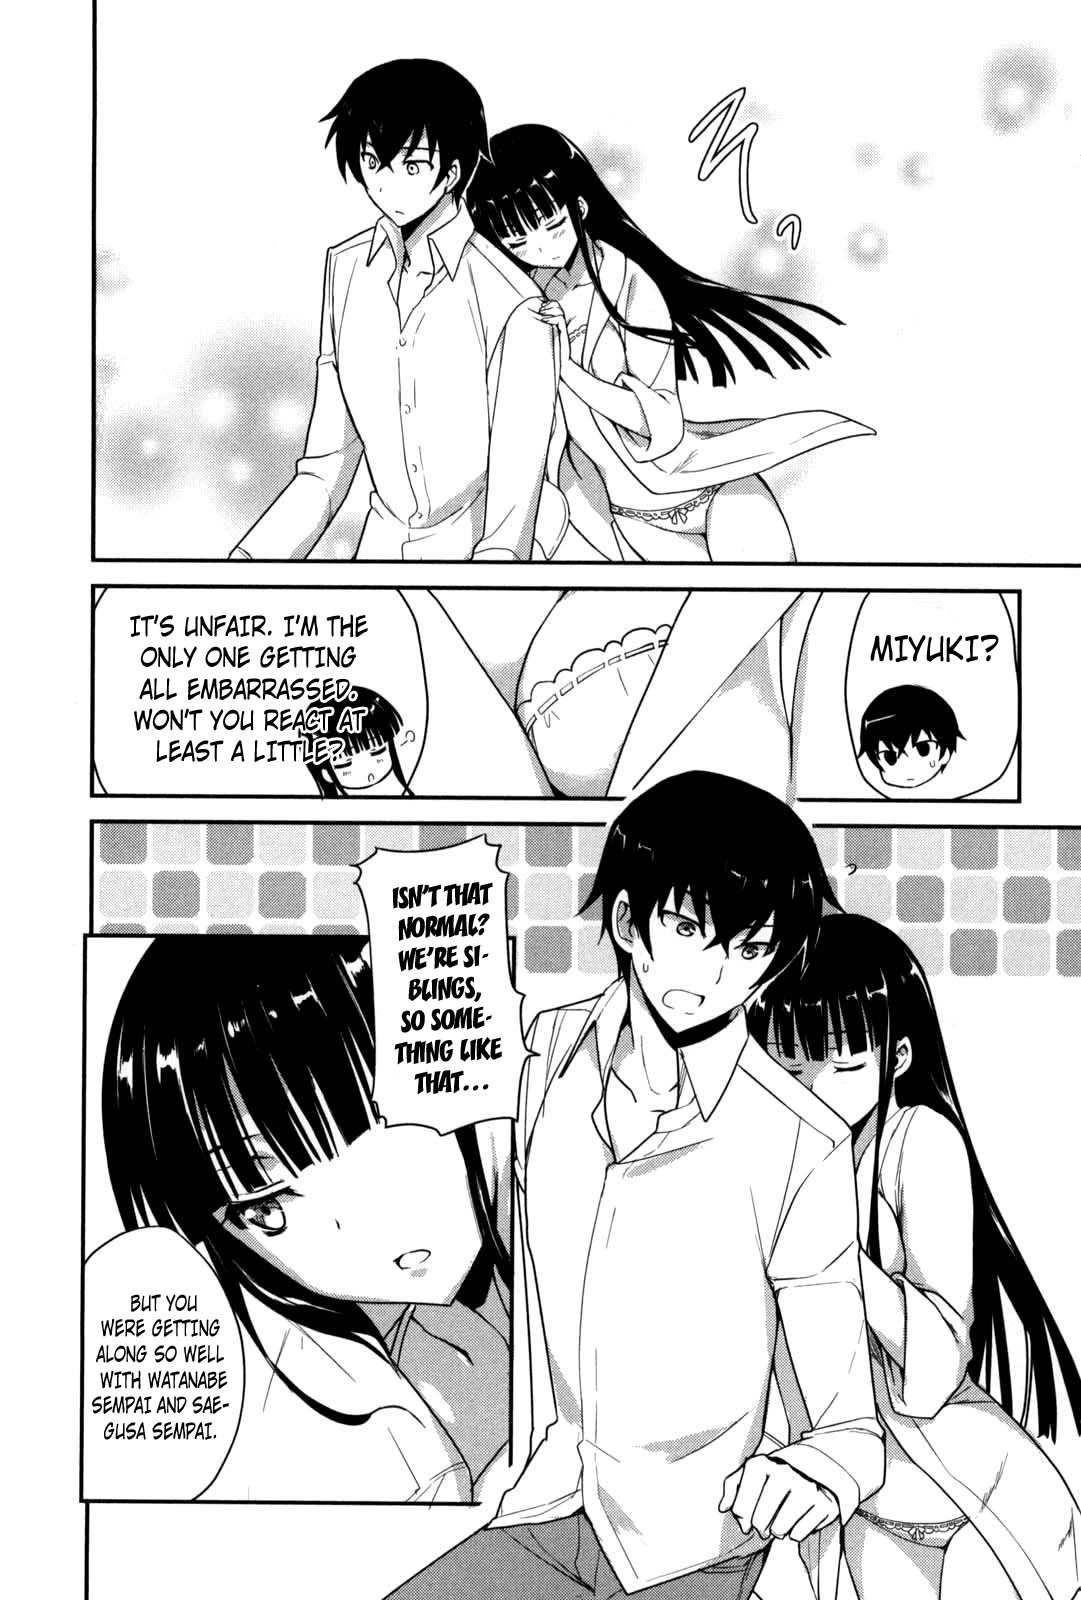 そっ
MIYUKI?
IT'S UNFAIR. I'M THE
ONLY ONE GETTING
ALL EMBARRASSED.
WON'T YOU REACT AT
LEAST A LITTLE?
ISN'T THAT
NORMAL?
WE'RE SI-
BLINGS,
SO SOME-
THING LIKE
THAT...
BUT YOU
WERE GETTING
ALONG SO WELL
WITH WATANABE
SEMPAI AND SAE-
GUSA SEMPAI.